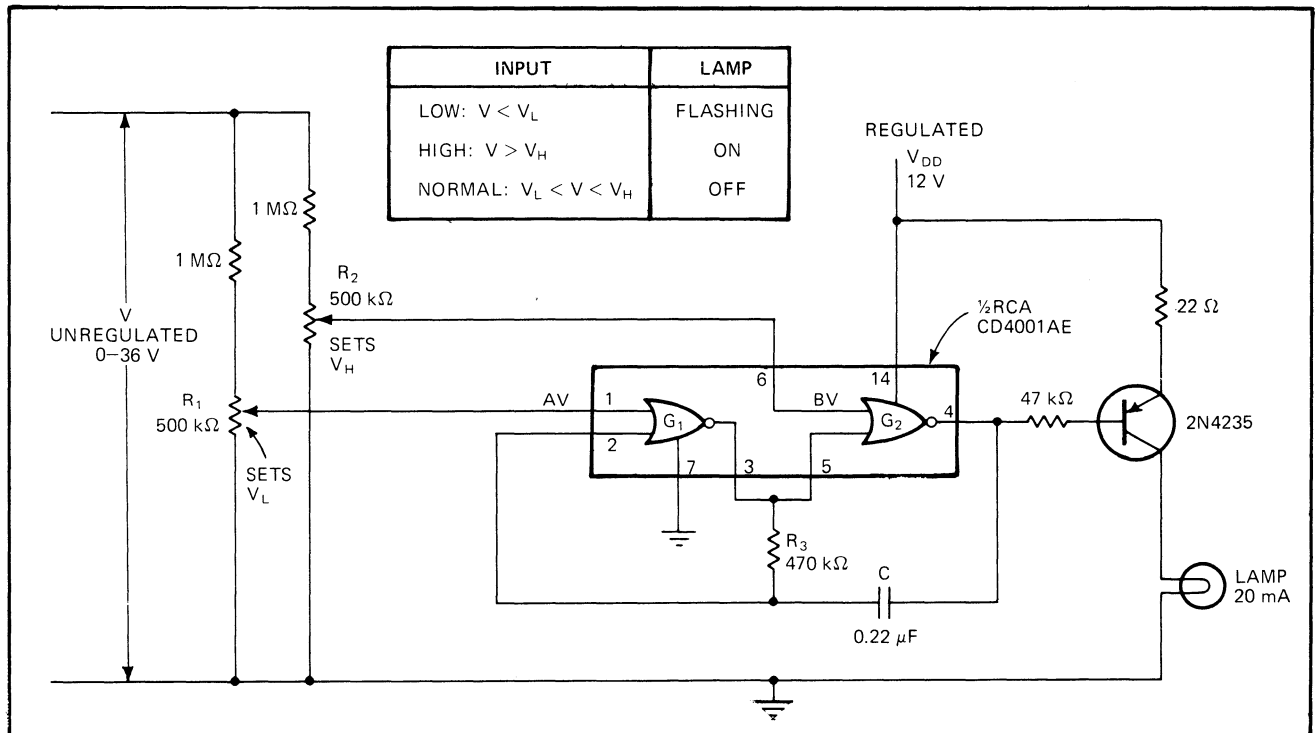 INPUT LAMP
LOW: V < V_L FLASHING
HIGH: V > V_H ON
NORMAL: V_L < V < V_H OFF
REGULATED
V_DD
12 V
1 MΩ
1 MΩ
R_2
500 kΩ
SETS
V_H
V
UNREGULATED
0–36 V
R_1
500 kΩ
SETS
V_L
½RCA
CD4001AE
22 Ω
6
14
AV
1
2
G_1
7
3
BV
5
G_2
4
47 kΩ
2N4235
R_3
470 kΩ
C
0.22 μF
LAMP
20 mA